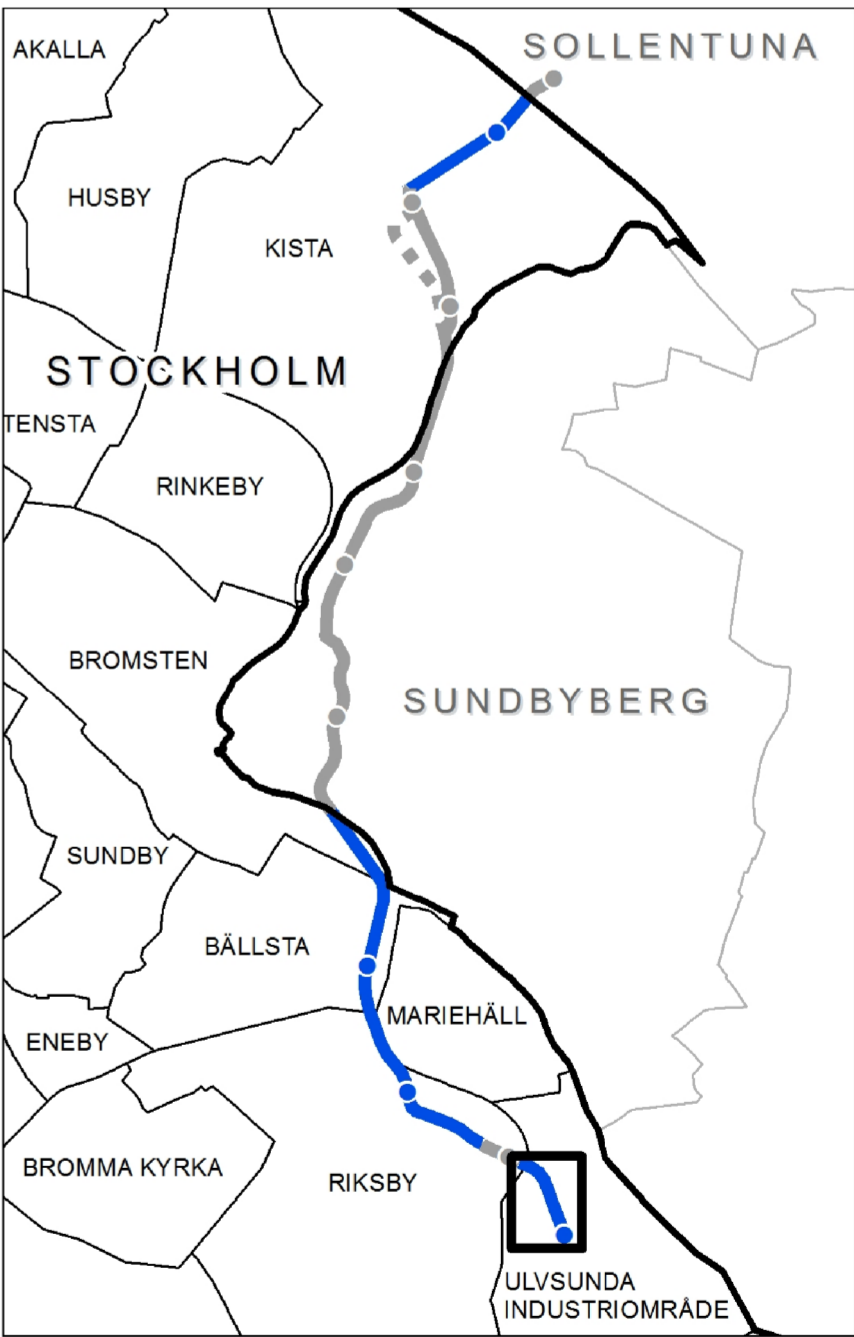 SOLLENTUNA
AKALLA
HUSBY
KISTA
STOCKHOLM
TENSTA
RINKEBY
BROMSTEN
SUNDBYBERG
SUNDBY
BÄLLSTA
MARIEHÄLL
ENEBY
BROMMA KYRKA
RIKSBY
ULVSUNDA
INDUSTRIOMRÅDE